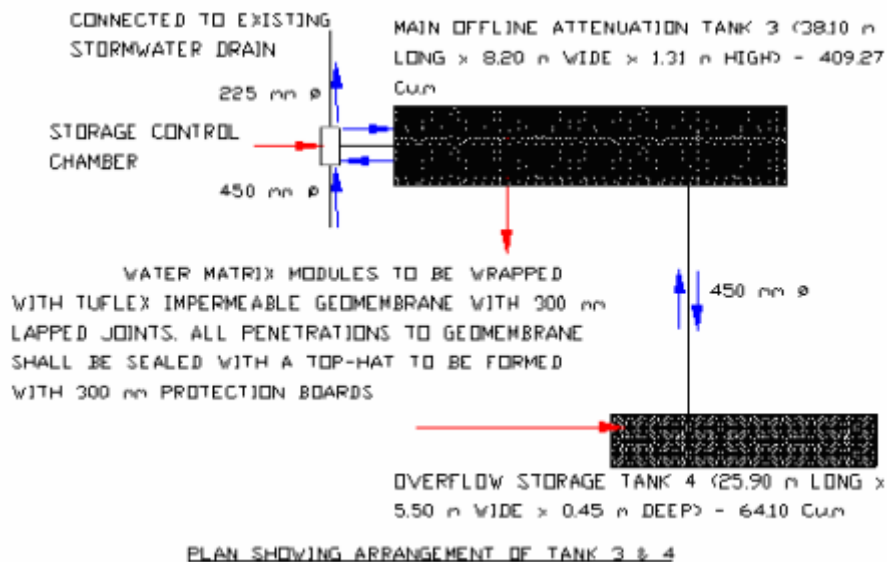 CONNECTED TO EXISTING
STORMWATER DRAIN
225 mm ø
STORAGE CONTROL
CHAMBER
450 mm ø
MAIN OFFLINE ATTENUATION TANK 3 (38.10 m
LONG x 8.20 m WIDE x 1.31 m HIGH) - 409.27
Cu.m
WATER MATRIX MODULES TO BE WRAPPED
WITH TUFLEX IMPERMEABLE GEOMEMBRANE WITH 300 mm
LAPPED JOINTS. ALL PENETRATIONS TO GEOMEMBRANE
SHALL BE SEALED WITH A TOP-HAT TO BE FORMED
WITH 300 mm PROTECTION BOARDS
450 mm ø
OVERFLOW STORAGE TANK 4 (25.90 m LONG x
5.50 m WIDE x 0.45 m DEEP) - 64.10 Cu.m
PLAN SHOWING ARRANGEMENT OF TANK 3 & 4